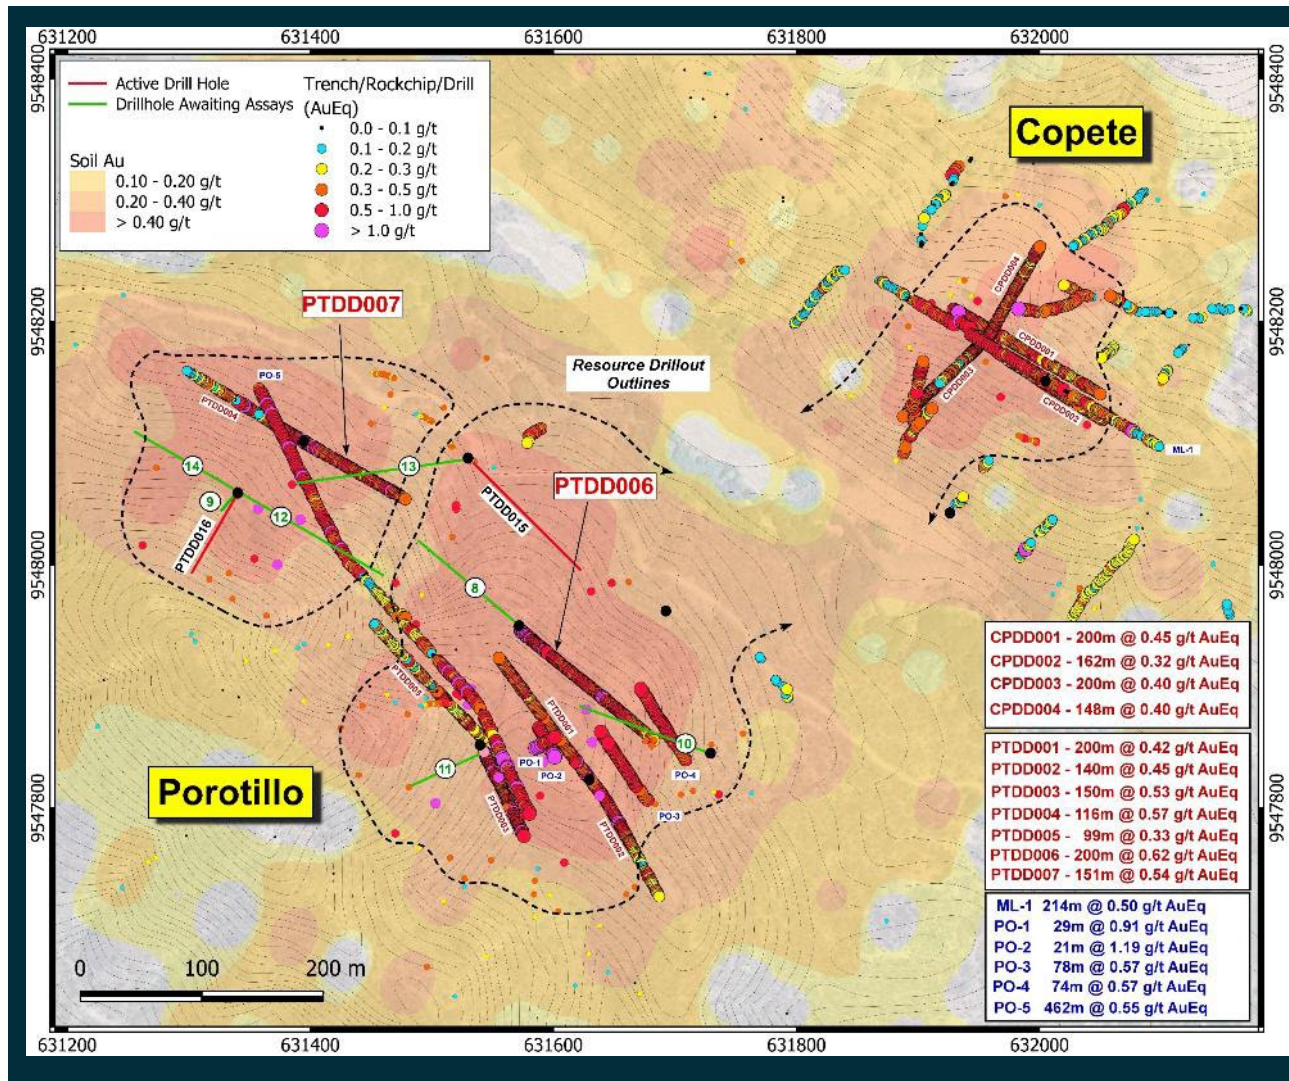 631200 631400 631600 631800 632000
9548400
9548400
Active Drill Hole
Drillhole Awaiting Assays
Soil Au
0.10 - 0.20 g/t
0.20 - 0.40 g/t
> 0.40 g/t
Trench/Rockchip/Drill
(AuEq)
0.0 - 0.1 g/t
0.1 - 0.2 g/t
0.2 - 0.3 g/t
0.3 - 0.5 g/t
0.5 - 1.0 g/t
> 1.0 g/t
Copete
CPDD004
9548200
9548200
PTDD007
CPDD001
Resource Drillout
Outlines
CPDD003
PO-5
PTDD004
CPDD002
ML-1
14
13
PTDD006
9
12
PTDD015
PTDD016
9548000
9548000
8
PTDD005
PTDD001
10
PO-1
PO-2
PO-4
11
Porotillo
PTDD003
PO-3
PTDD002
9547800
9547800
CPDD001 - 200m @ 0.45 g/t AuEq
CPDD002 - 162m @ 0.32 g/t AuEq
CPDD003 - 200m @ 0.40 g/t AuEq
CPDD004 - 148m @ 0.40 g/t AuEq
PTDD001 - 200m @ 0.42 g/t AuEq
PTDD002 - 140m @ 0.45 g/t AuEq
PTDD003 - 150m @ 0.53 g/t AuEq
PTDD004 - 116m @ 0.57 g/t AuEq
PTDD005 - 99m @ 0.33 g/t AuEq
PTDD006 - 200m @ 0.62 g/t AuEq
PTDD007 - 151m @ 0.54 g/t AuEq
ML-1 214m @ 0.50 g/t AuEq
PO-1 29m @ 0.91 g/t AuEq
PO-2 21m @ 1.19 g/t AuEq
PO-3 78m @ 0.57 g/t AuEq
PO-4 74m @ 0.57 g/t AuEq
PO-5 462m @ 0.55 g/t AuEq
0 100 200 m
631200 631400 631600 631800 632000